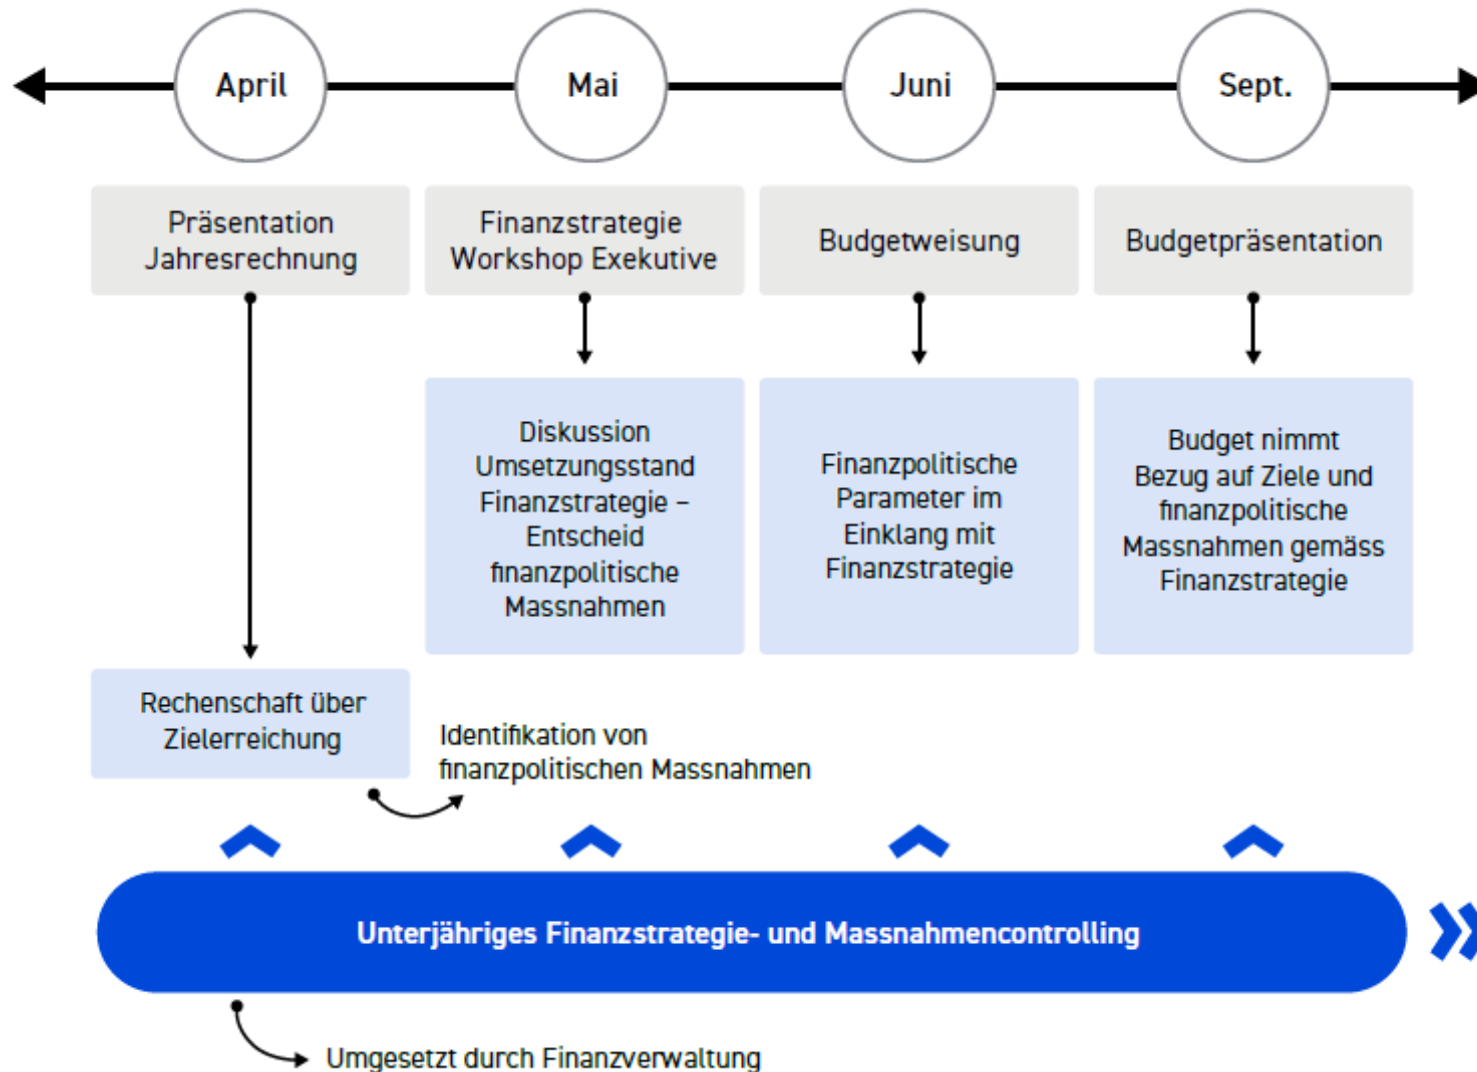 April
Mai
Juni
Sept.
Präsentation
Jahresrechnung
Finanzstrategie
Workshop Exekutive
Budgetweisung
Budgetpräsentation
Diskussion
Umsetzungsstand
Finanzstrategie –
Entscheid
finanzpolitische
Massnahmen
Finanzpolitische
Parameter im
Einklang mit
Finanzstrategie
Budget nimmt
Bezug auf Ziele und
finanzpolitische
Massnahmen gemäss
Finanzstrategie
Rechenschaft über
Zielerreichung
Identifikation von
finanzpolitischen Massnahmen
Unterjähriges Finanzstrategie- und Massnahmencontrolling
Umgesetzt durch Finanzverwaltung